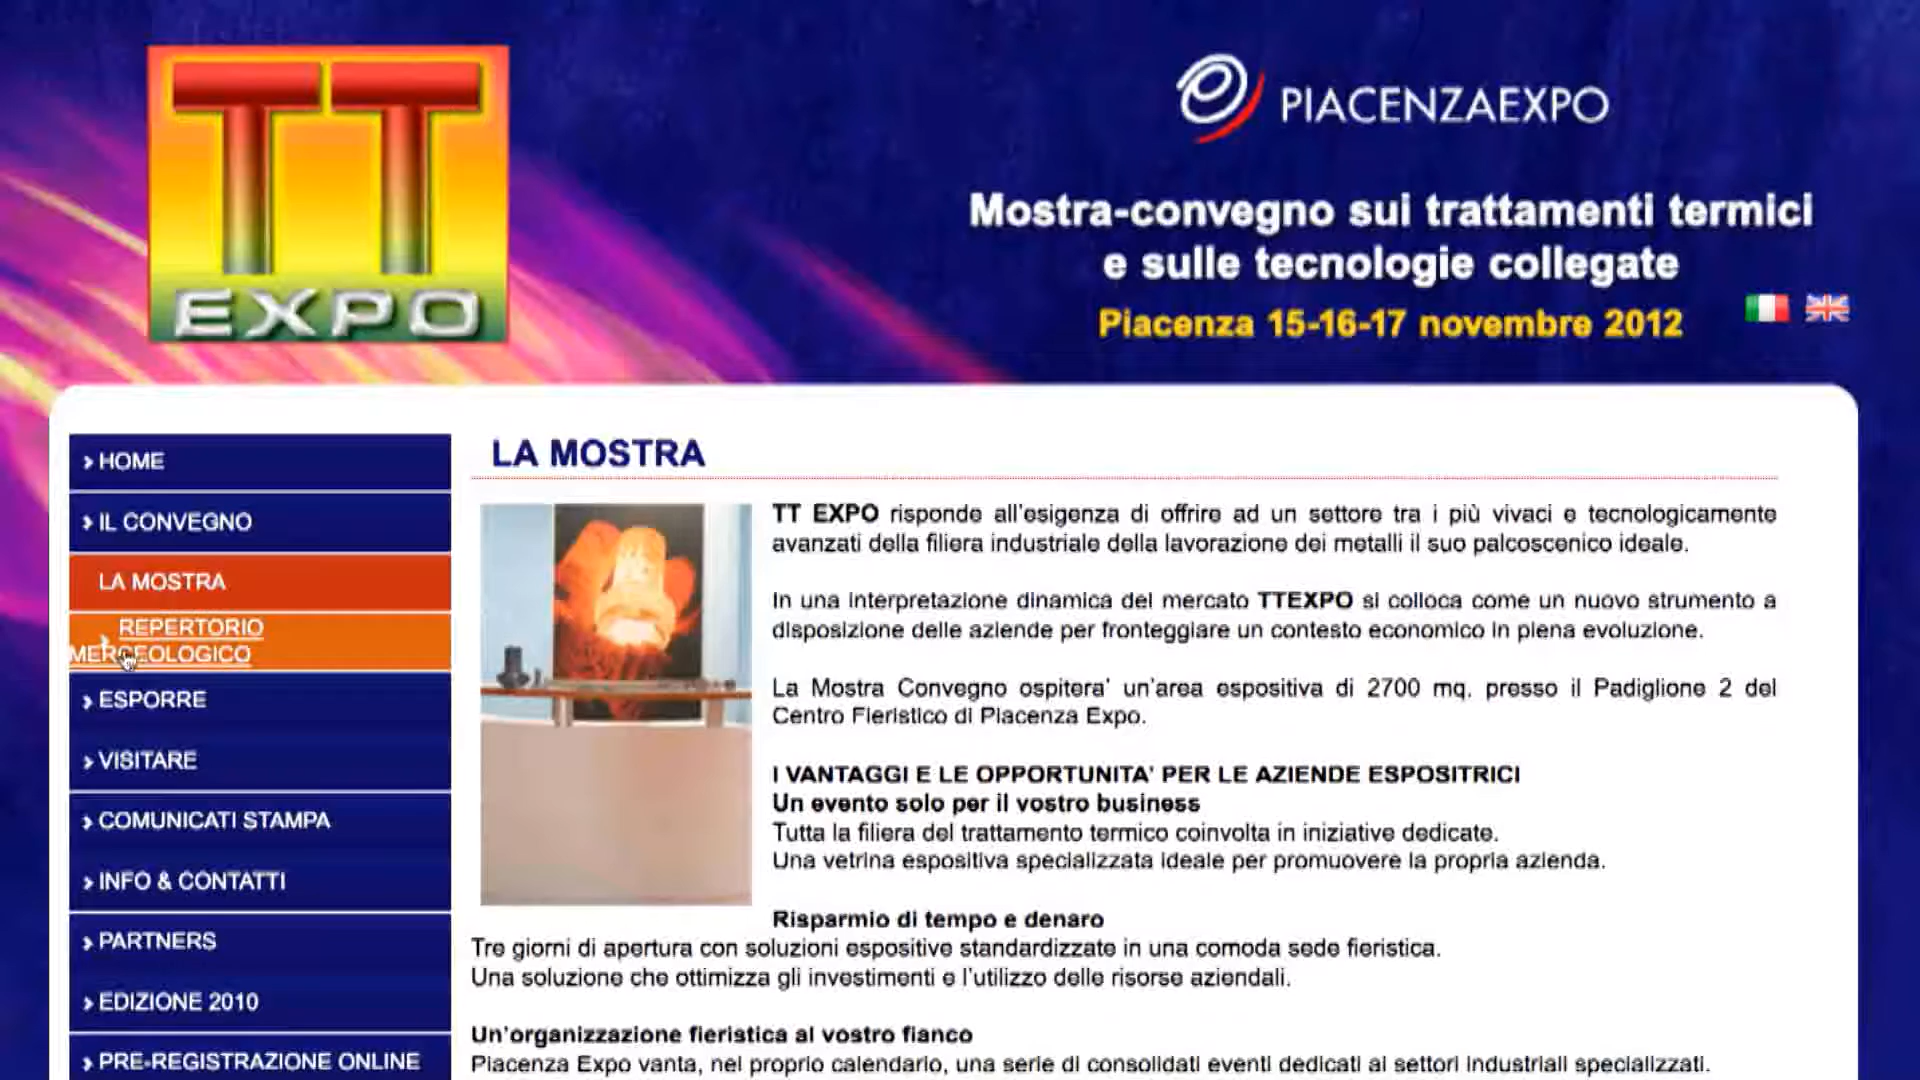 TT
EXPO
PIACENZAEXPO
Mostra-convegno sui trattamenti termici
e sulle tecnologie collegate
Piacenza 15-16-17 novembre 2012
HOME
IL CONVEGNO
LA MOSTRA
REPERTORIO
MERCEOLOGICO
ESPORRE
VISITARE
COMUNICATI STAMPA
INFO & CONTATTI
PARTNERS
EDIZIONE 2010
PRE-REGISTRAZIONE ONLINE
LA MOSTRA
TT EXPO risponde all'esigenza di offrire ad un settore tra i più vivaci e tecnologicamente
avanzati della filiera industriale della lavorazione dei metalli il suo palcoscenico ideale.
In una interpretazione dinamica del mercato TTEXPO si colloca come un nuovo strumento a
disposizione delle aziende per fronteggiare un contesto economico in piena evoluzione.
La Mostra Convegno ospitera' un'area espositiva di 2700 mq. presso il Padiglione 2 del
Centro Fieristico di Piacenza Expo.
I VANTAGGI E LE OPPORTUNITA' PER LE AZIENDE ESPOSITRICI
Un evento solo per il vostro business
Tutta la filiera del trattamento termico coinvolta in iniziative dedicate.
Una vetrina espositiva specializzata ideale per promuovere la propria azienda.
Risparmio di tempo e denaro
Tre giorni di apertura con soluzioni espositive standardizzate in una comoda sede fieristica.
Una soluzione che ottimizza gli investimenti e l'utilizzo delle risorse aziendali.
Un'organizzazione fieristica al vostro fianco
Piacenza Expo vanta, nel proprio calendario, una serie di consolidati eventi dedicati ai settori industriali specializzati.